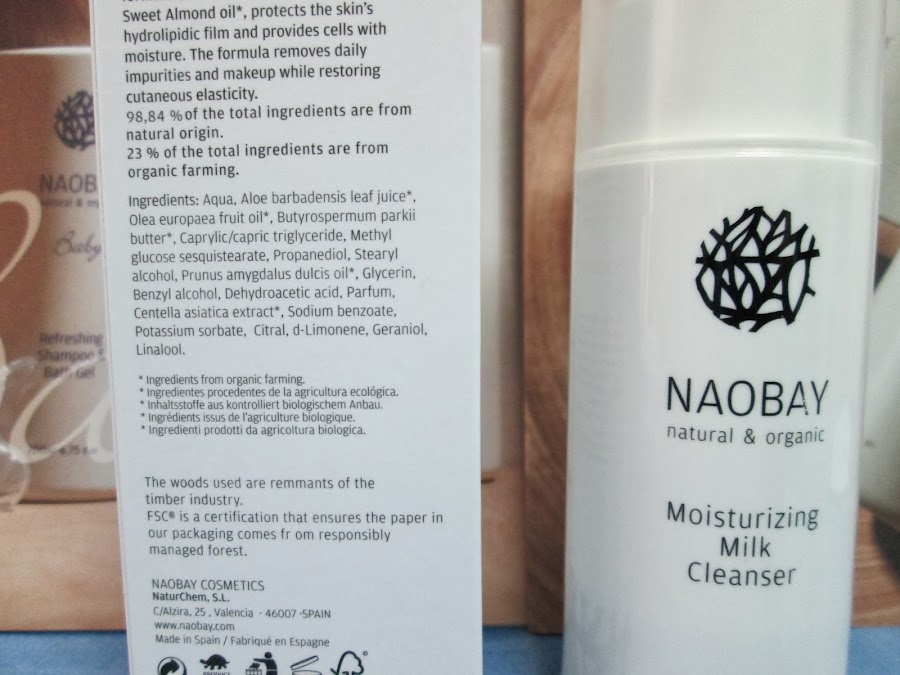 Sweet Almond oil*, protects the skin's
hydrolipidic film and provides cells with
moisture. The formula removes daily
impurities and makeup while restoring
cutaneous elasticity.
98,84 % of the total ingredients are from
natural origin.
23 % of the total ingredients are from
organic farming.
Ingredients: Aqua, Aloe barbadensis leaf juice*,
Olea europaea fruit oil*, Butyrospermum parkii
butter*, Caprylic/capric triglyceride, Methyl
glucose sesquistearate, Propanediol, Stearyl
alcohol, Prunus amygdalus dulcis oil*, Glycerin,
Benzyl alcohol, Dehydroacetic acid, Parfum,
Centella asiatica extract*, Sodium benzoate,
Potassium sorbate, Citral, d-Limonene, Geraniol,
Linalool.
* Ingredients from organic farming.
* Ingredientes procedentes de la agricultura ecológica.
* Inhaltsstoffe aus kontrolliert biologischem Anbau.
* Ingrédients issus de l'agriculture biologique.
* Ingredienti prodotti da agricoltura biologica.
The woods used are remnants of the
timber industry.
FSC® is a certification that ensures the paper in
our packaging comes fr om responsibly
managed forest.
NAOBAY COSMETICS
NaturChem, S.L.
C/Alzira, 25 , Valencia · 46007 -SPAIN
www.naobay.com
Made in Spain / Fabriqué en Espagne
NAOBAY
natural & organic
Moisturizing
Milk
Cleanser
NAOB
natural & org
Baby
Refreshing
Shampoo &
Bath Gel